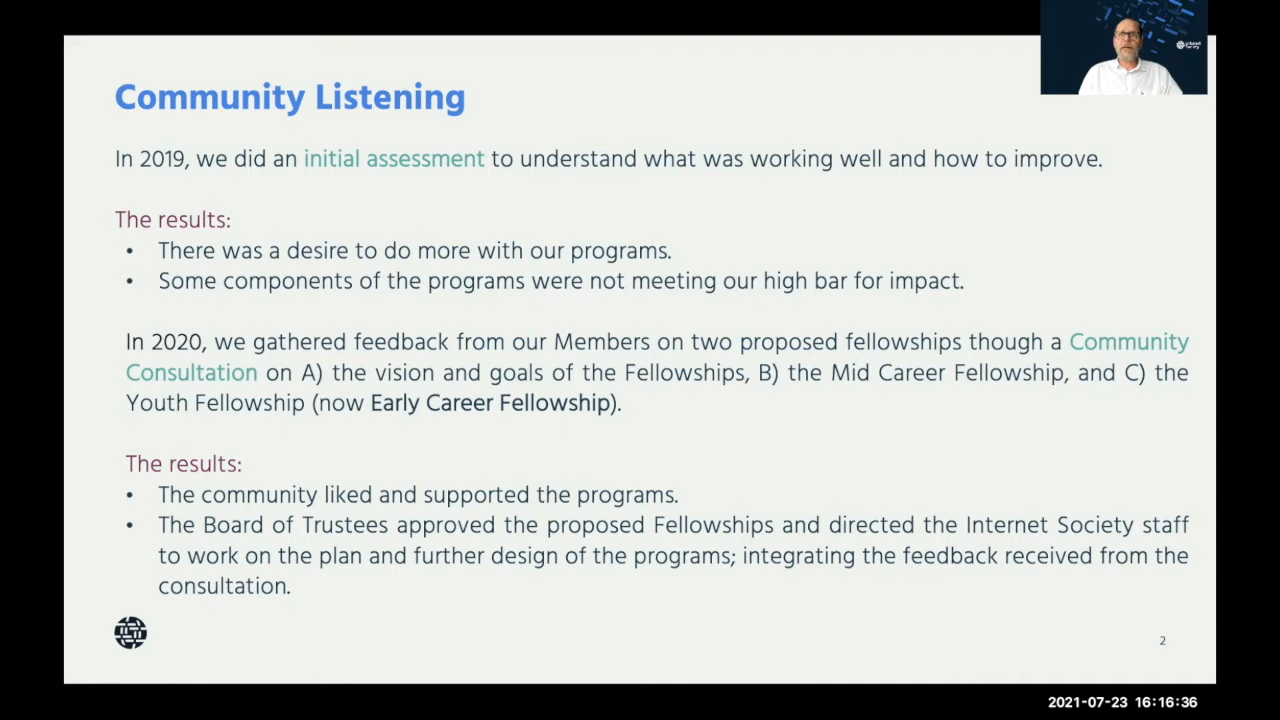 Community Listening
In 2019, we did an initial assessment to understand what was working well and how to improve.
The results:
• There was a desire to do more with our programs.
• Some components of the programs were not meeting our high bar for impact.
In 2020, we gathered feedback from our Members on two proposed fellowships though a Community
Consultation on A) the vision and goals of the Fellowships, B) the Mid Career Fellowship, and C) the
Youth Fellowship (now Early Career Fellowship).
The results:
• The community liked and supported the programs.
• The Board of Trustees approved the proposed Fellowships and directed the Internet Society staff
to work on the plan and further design of the programs; integrating the feedback received from the
consultation.
2
2021-07-23 16:16:36